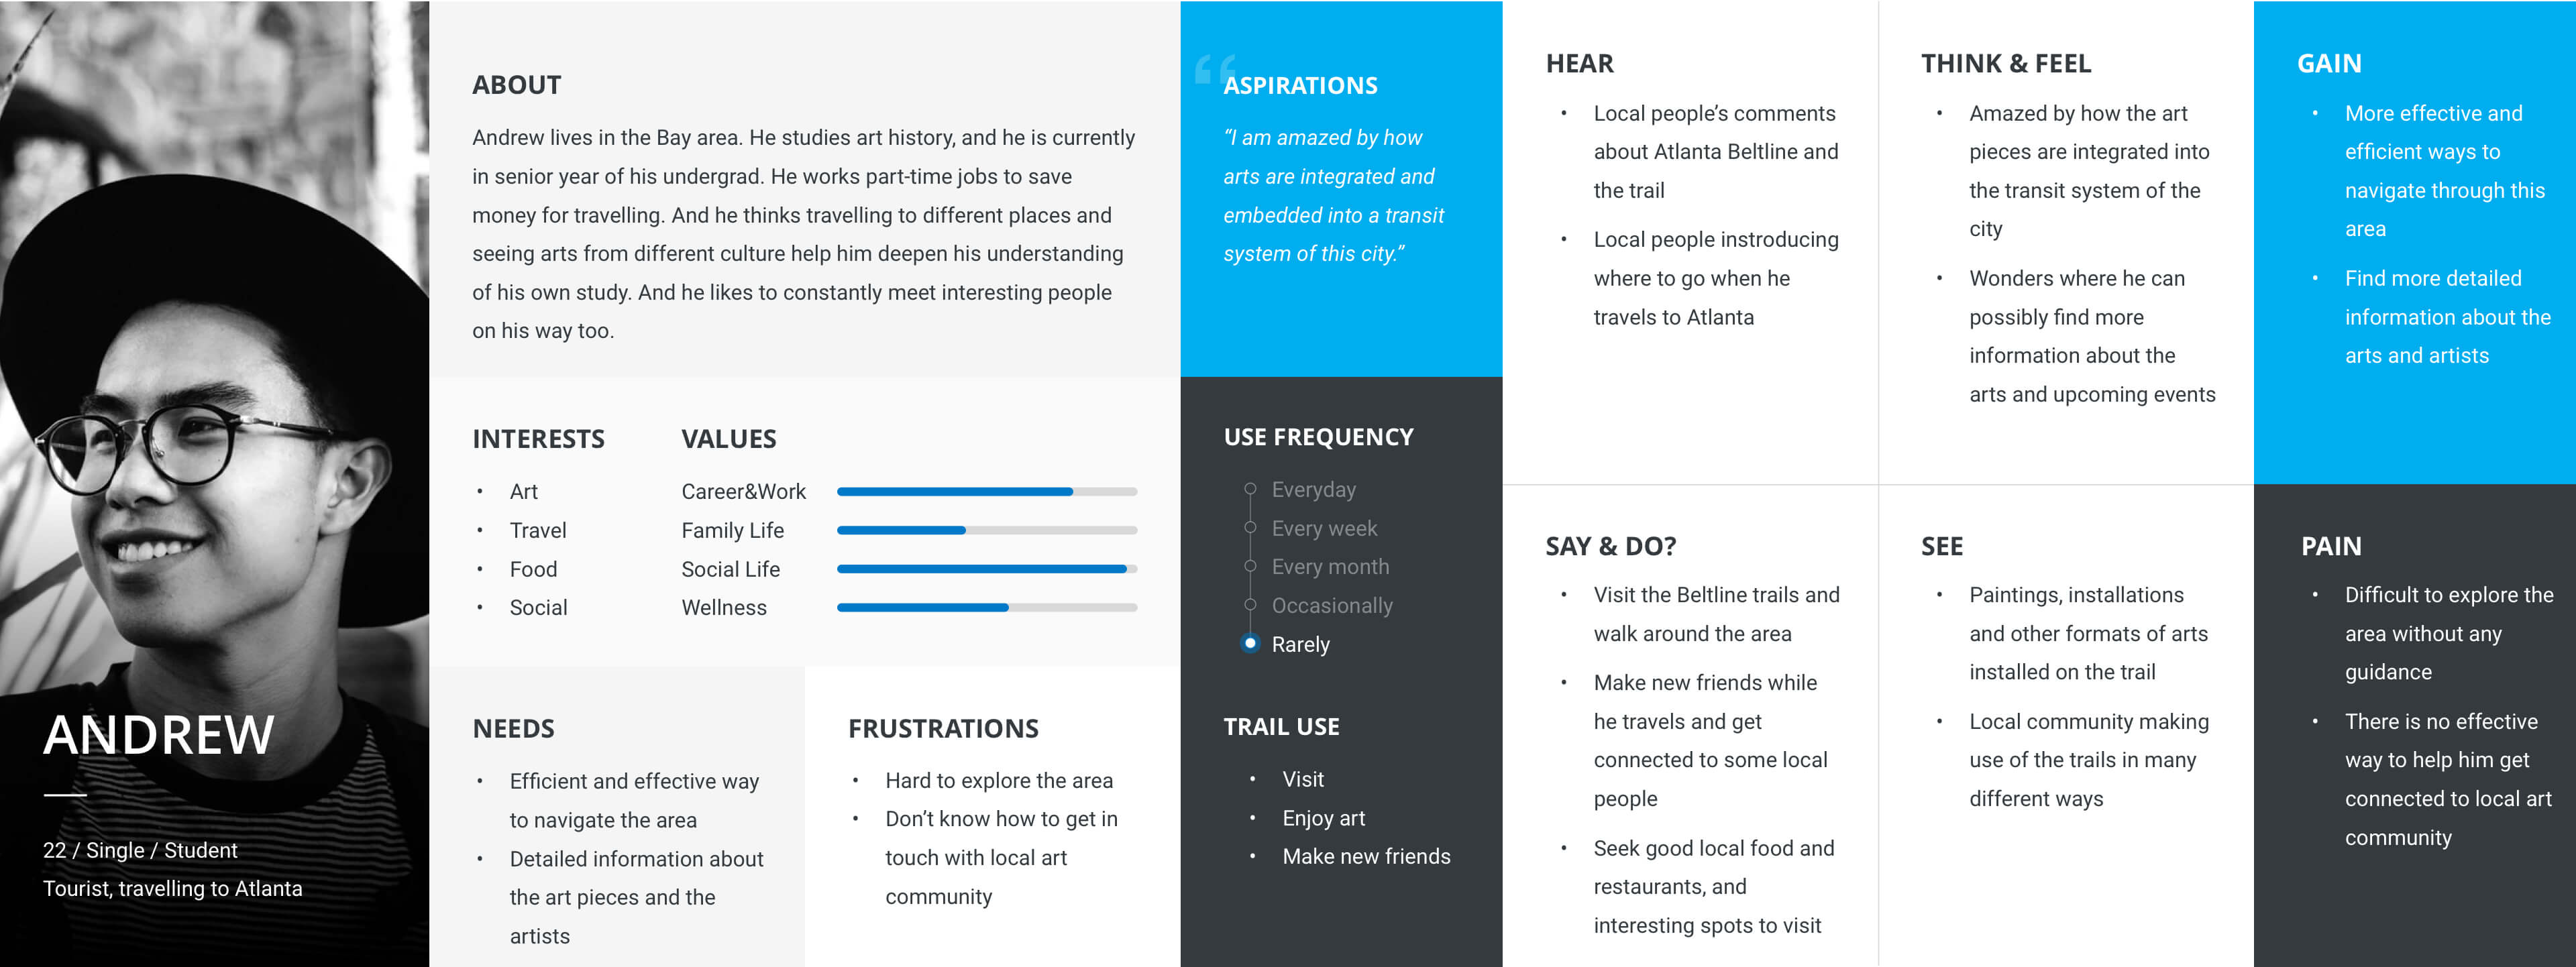 ANDREW
22 / Single / Student
Tourist, travelling to Atlanta
ABOUT
Andrew lives in the Bay area. He studies art history, and he is currently
in senior year of his undergrad. He works part-time jobs to save
money for travelling. And he thinks travelling to different places and
seeing arts from different culture help him deepen his understanding
of his own study. And he likes to constantly meet interesting people
on his way too.
INTERESTS
• Art
• Travel
• Food
• Social
VALUES
Career&Work
Family Life
Social Life
Wellness
NEEDS
• Efficient and effective way
to navigate the area
• Detailed information about
the art pieces and the
artists
FRUSTRATIONS
• Hard to explore the area
• Don’t know how to get in
touch with local art
community
“
ASPIRATIONS
“I am amazed by how
arts are integrated and
embedded into a transit
system of this city.”
USE FREQUENCY
Everyday
Every week
Every month
Occasionally
Rarely
TRAIL USE
• Visit
• Enjoy art
• Make new friends
HEAR
• Local people’s comments
about Atlanta Beltline and
the trail
• Local people instroducing
where to go when he
travels to Atlanta
THINK & FEEL
• Amazed by how the art
pieces are integrated into
the transit system of the
city
• Wonders where he can
possibly find more
information about the
arts and upcoming events
GAIN
• More effective and
efficient ways to
navigate through this
area
• Find more detailed
information about the
arts and artists
SAY & DO?
• Visit the Beltline trails and
walk around the area
• Make new friends while
he travels and get
connected to some local
people
• Seek good local food and
restaurants, and
interesting spots to visit
SEE
• Paintings, installations
and other formats of arts
installed on the trail
• Local community making
use of the trails in many
different ways
PAIN
• Difficult to explore the
area without any
guidance
• There is no effective
way to help him get
connected to local art
community